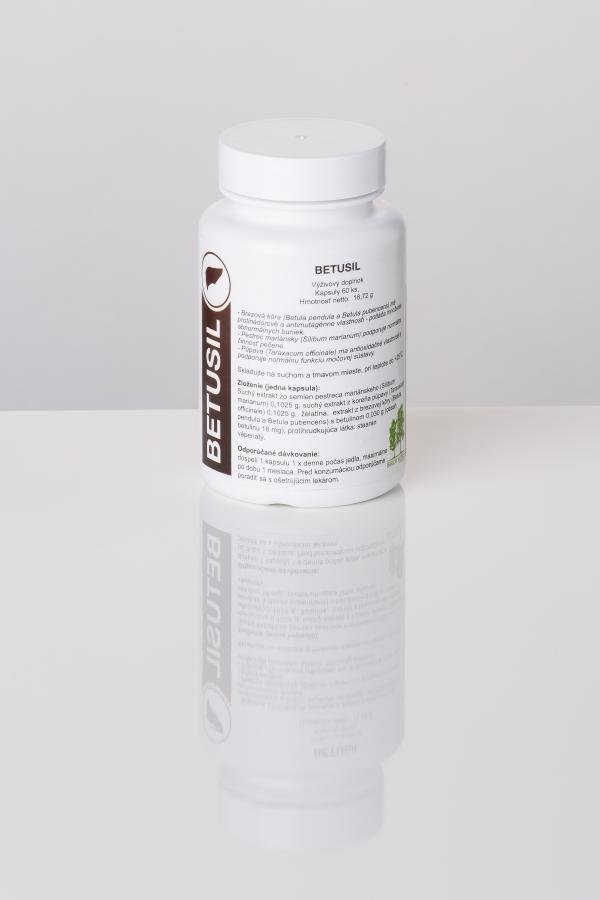 BETUSIL
BETUSIL
Výživový doplnok
Kapsuly 60 ks.
Hmotnosť netto: 18,72 g
- Brezová kôra (Betula pendula a Betula pubencens) má
protinádorové a antimutagénne vlastnosti - potláča množenie
abnormálnych buniek.
- Pestrec mariánsky (Silibum marianum) podporuje normálnu
činnosť pečene.
- Púpava (Taraxacum officinale) ma antioxidačné vlastnosti a
podporuje normálnu funkciu močovej sústavy.
Skladujte na suchom a tmavom mieste, pri teplote do +25°C
Zloženie (jedna kapsula):
Suchý extrakt zo semien pestreca mariánskeho (Silibum
marianum) 0,1025 g, suchý extrakt z koreňa púpavy (Taraxacum
officinale) 0,1025 g, želatína, extrakt z brezovej kôry (Betula
pendula a Betula pubencens) s betulínom 0,030 g (obsah
betulínu 18 mg), protihrudkujúca látka: stearan
vápenatý.
Odporúčané dávkovanie:
dospelí 1 kapsulu 1 x denne počas jedla, maximálne
po dobu 1 mesiaca. Pred konzumáciou odporúčame
poradiť sa s ošetrujúcim lekárom.